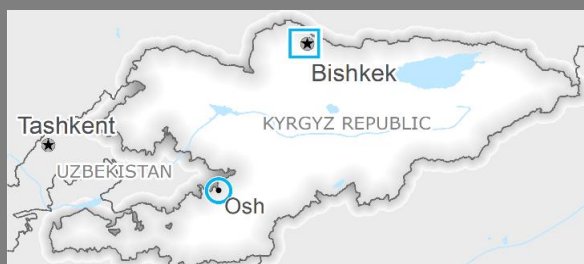 Bishkek
KYRGYZ REPUBLIC
Tashkent
UZBEKISTAN
Osh